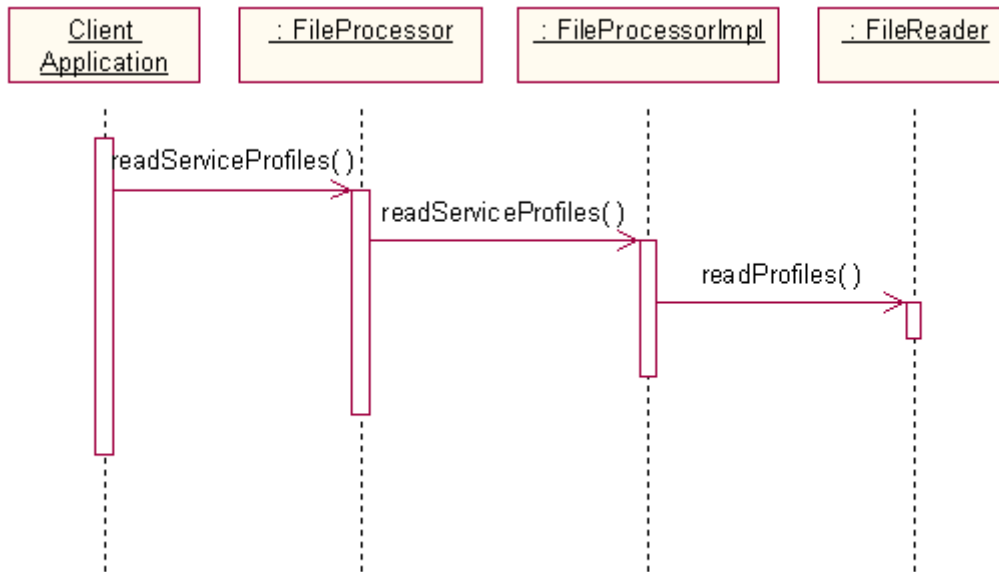 Client
Application
: FileProcessor
: FileProcessorImpl
: FileReader
readServiceProfiles( )
readServiceProfiles( )
readProfiles( )